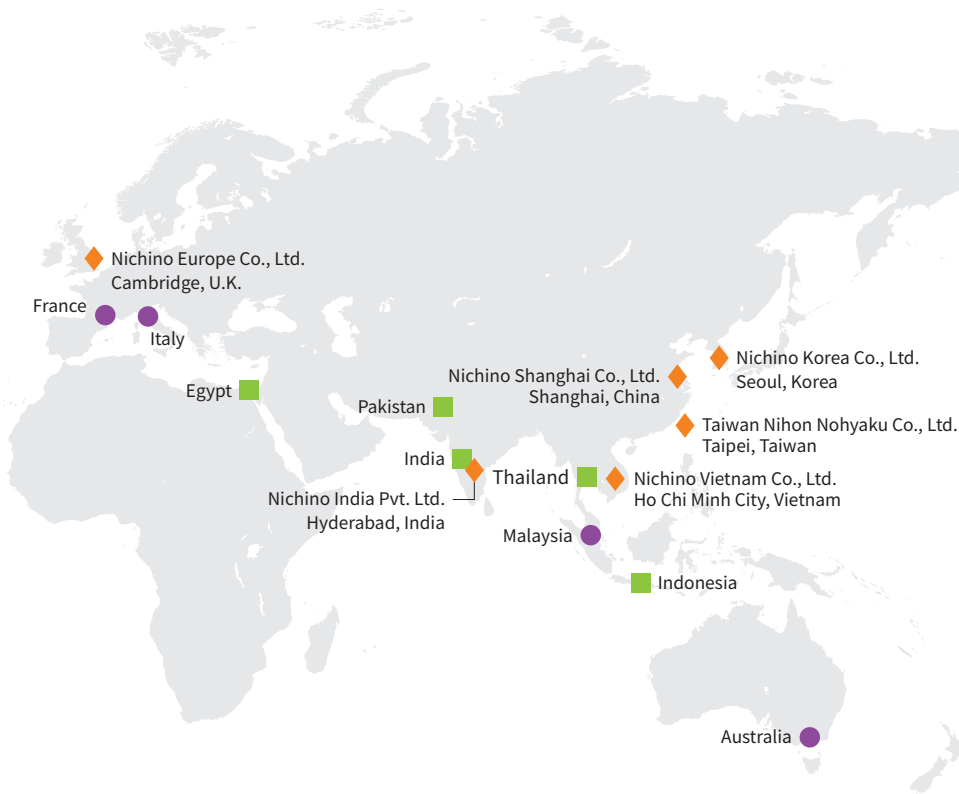 Nichino Europe Co., Ltd.
Cambridge, U.K.
France
Italy
Nichino Korea Co., Ltd.
Seoul, Korea
Nichino Shanghai Co., Ltd.
Shanghai, China
Egypt
Pakistan
Taiwan Nihon Nohyaku Co., Ltd.
Taipei, Taiwan
India
Thailand
Nichino Vietnam Co., Ltd.
Ho Chi Minh City, Vietnam
Nichino India Pvt. Ltd.
Hyderabad, India
Malaysia
Indonesia
Australia